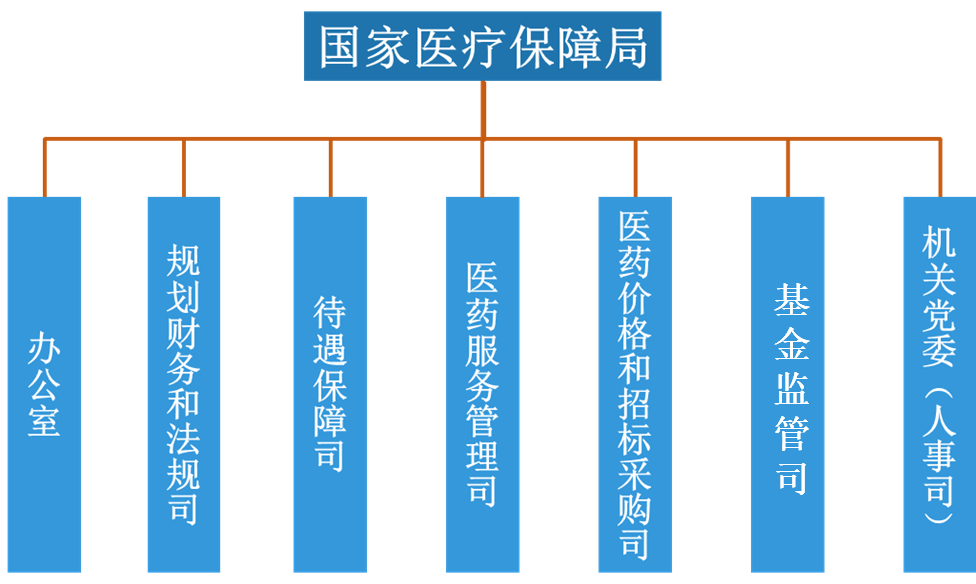 国家医疗保障局
办公室
规划财务和法规司
待遇保障司
医药服务管理司
医药价格和招标采购司
基金监管司
机关党委（人事司）